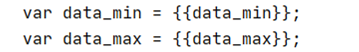 var data_min = {{data_min}};
var data_max = {{data_max}};